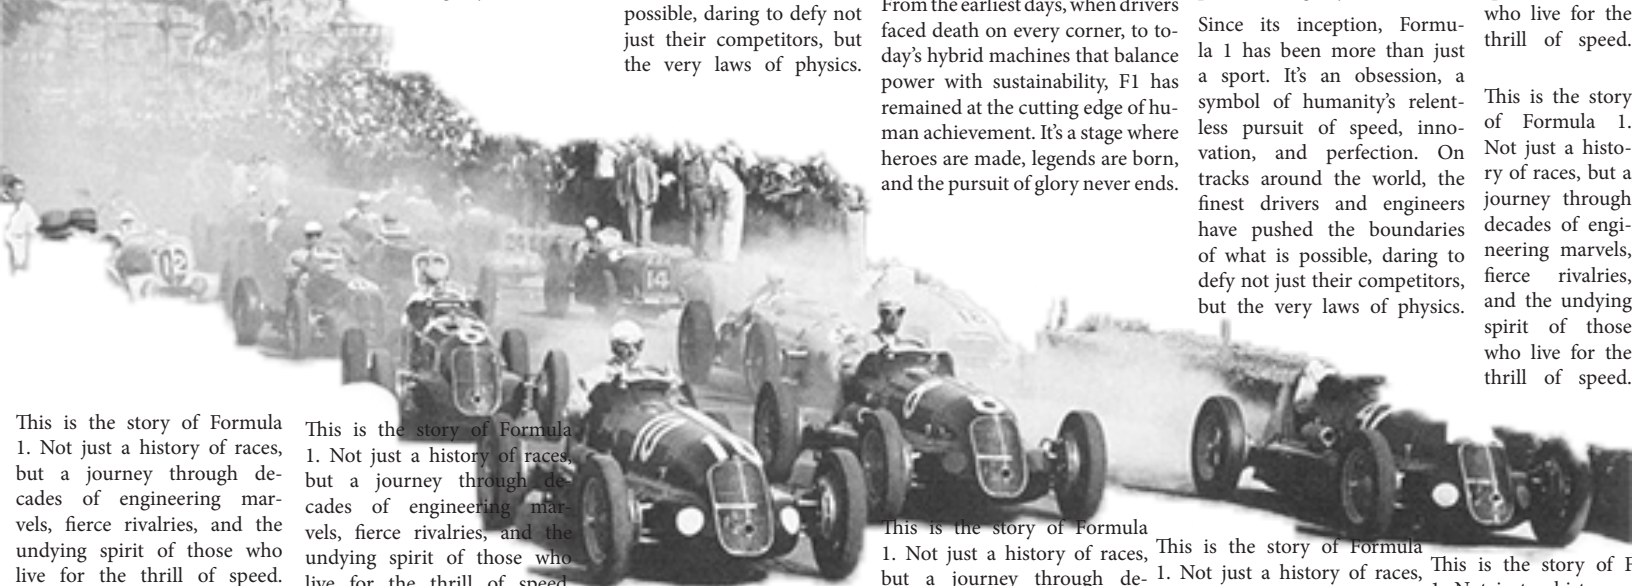 possible, daring to defy not
just their competitors, but
the very laws of physics.
From the earliest days, when drivers
faced death on every corner, to to-
day's hybrid machines that balance
power with sustainability, F1 has
remained at the cutting edge of hu-
man achievement. It's a stage where
heroes are made, legends are born,
and the pursuit of glory never ends.
Since its inception, Formu-
la 1 has been more than just
a sport. It's an obsession, a
symbol of humanity's relent-
less pursuit of speed, inno-
vation, and perfection. On
tracks around the world, the
finest drivers and engineers
have pushed the boundaries
of what is possible, daring to
defy not just their competitors,
but the very laws of physics.
who live for the
thrill of speed.
This is the story
of Formula 1.
Not just a histo-
ry of races, but a
journey through
decades of engi-
neering marvels,
fierce rivalries,
and the undying
spirit of those
who live for the
thrill of speed.
102
14
This is the story of Formula
1. Not just a history of races,
but a journey through de-
cades of engineering mar-
vels, fierce rivalries, and the
undying spirit of those who
live for the thrill of speed.
This is the story of Formula
1. Not just a history of races,
but a journey through de-
cades of engineering mar-
vels, fierce rivalries, and the
undying spirit of those who
live for the thrill of speed.
This is the story of Formula
1. Not just a history of races,
but a journey through de-
This is the story of Formula
1. Not just a history of races,
This is the story of F